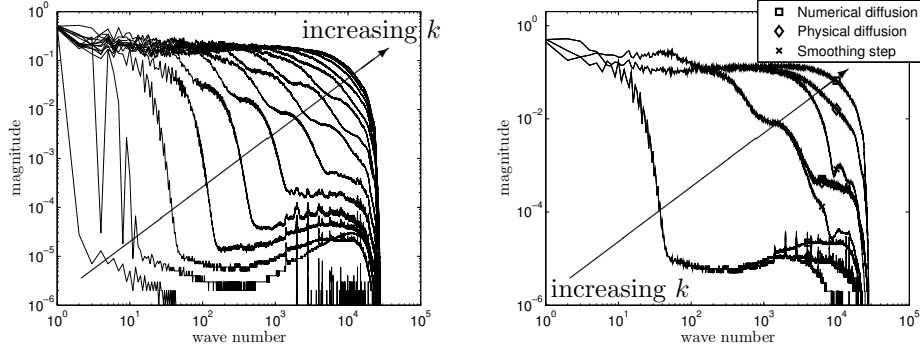 increasing k
10^0
10^-1
10^-2
10^-3
10^-4
10^-5
10^-6
magnitude
10^0 10^1 10^2 10^3 10^4 10^5
wave number
Numerical diffusion
Physical diffusion
Smoothing step
10^0
10^-2
10^-4
10^-6
magnitude
increasing k
10^0 10^1 10^2 10^3 10^4 10^5
wave number